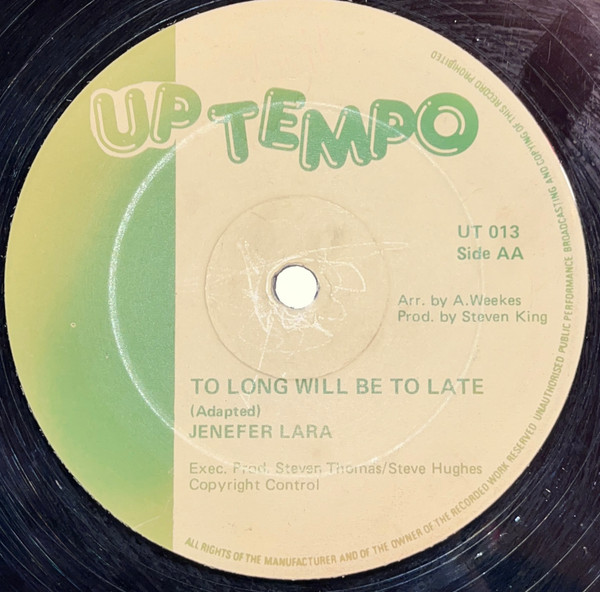 UP TEMPO
UT 013
Side AA
Arr. by A.Weekes
Prod. by Steven King
TO LONG WILL BE TO LATE
(Adapted)
JENEFER LARA
Exec. Prod. Steven Thomas/Steve Hughes
Copyright Control
ALL RIGHTS OF THE MANUFACTURER AND OF THE OWNER OF THE RECORDED WORK RESERVED UNAUTHORISED PUBLIC PERFORMANCE BROADCASTING AND COPYING OF THIS RECORD PROHIBITED